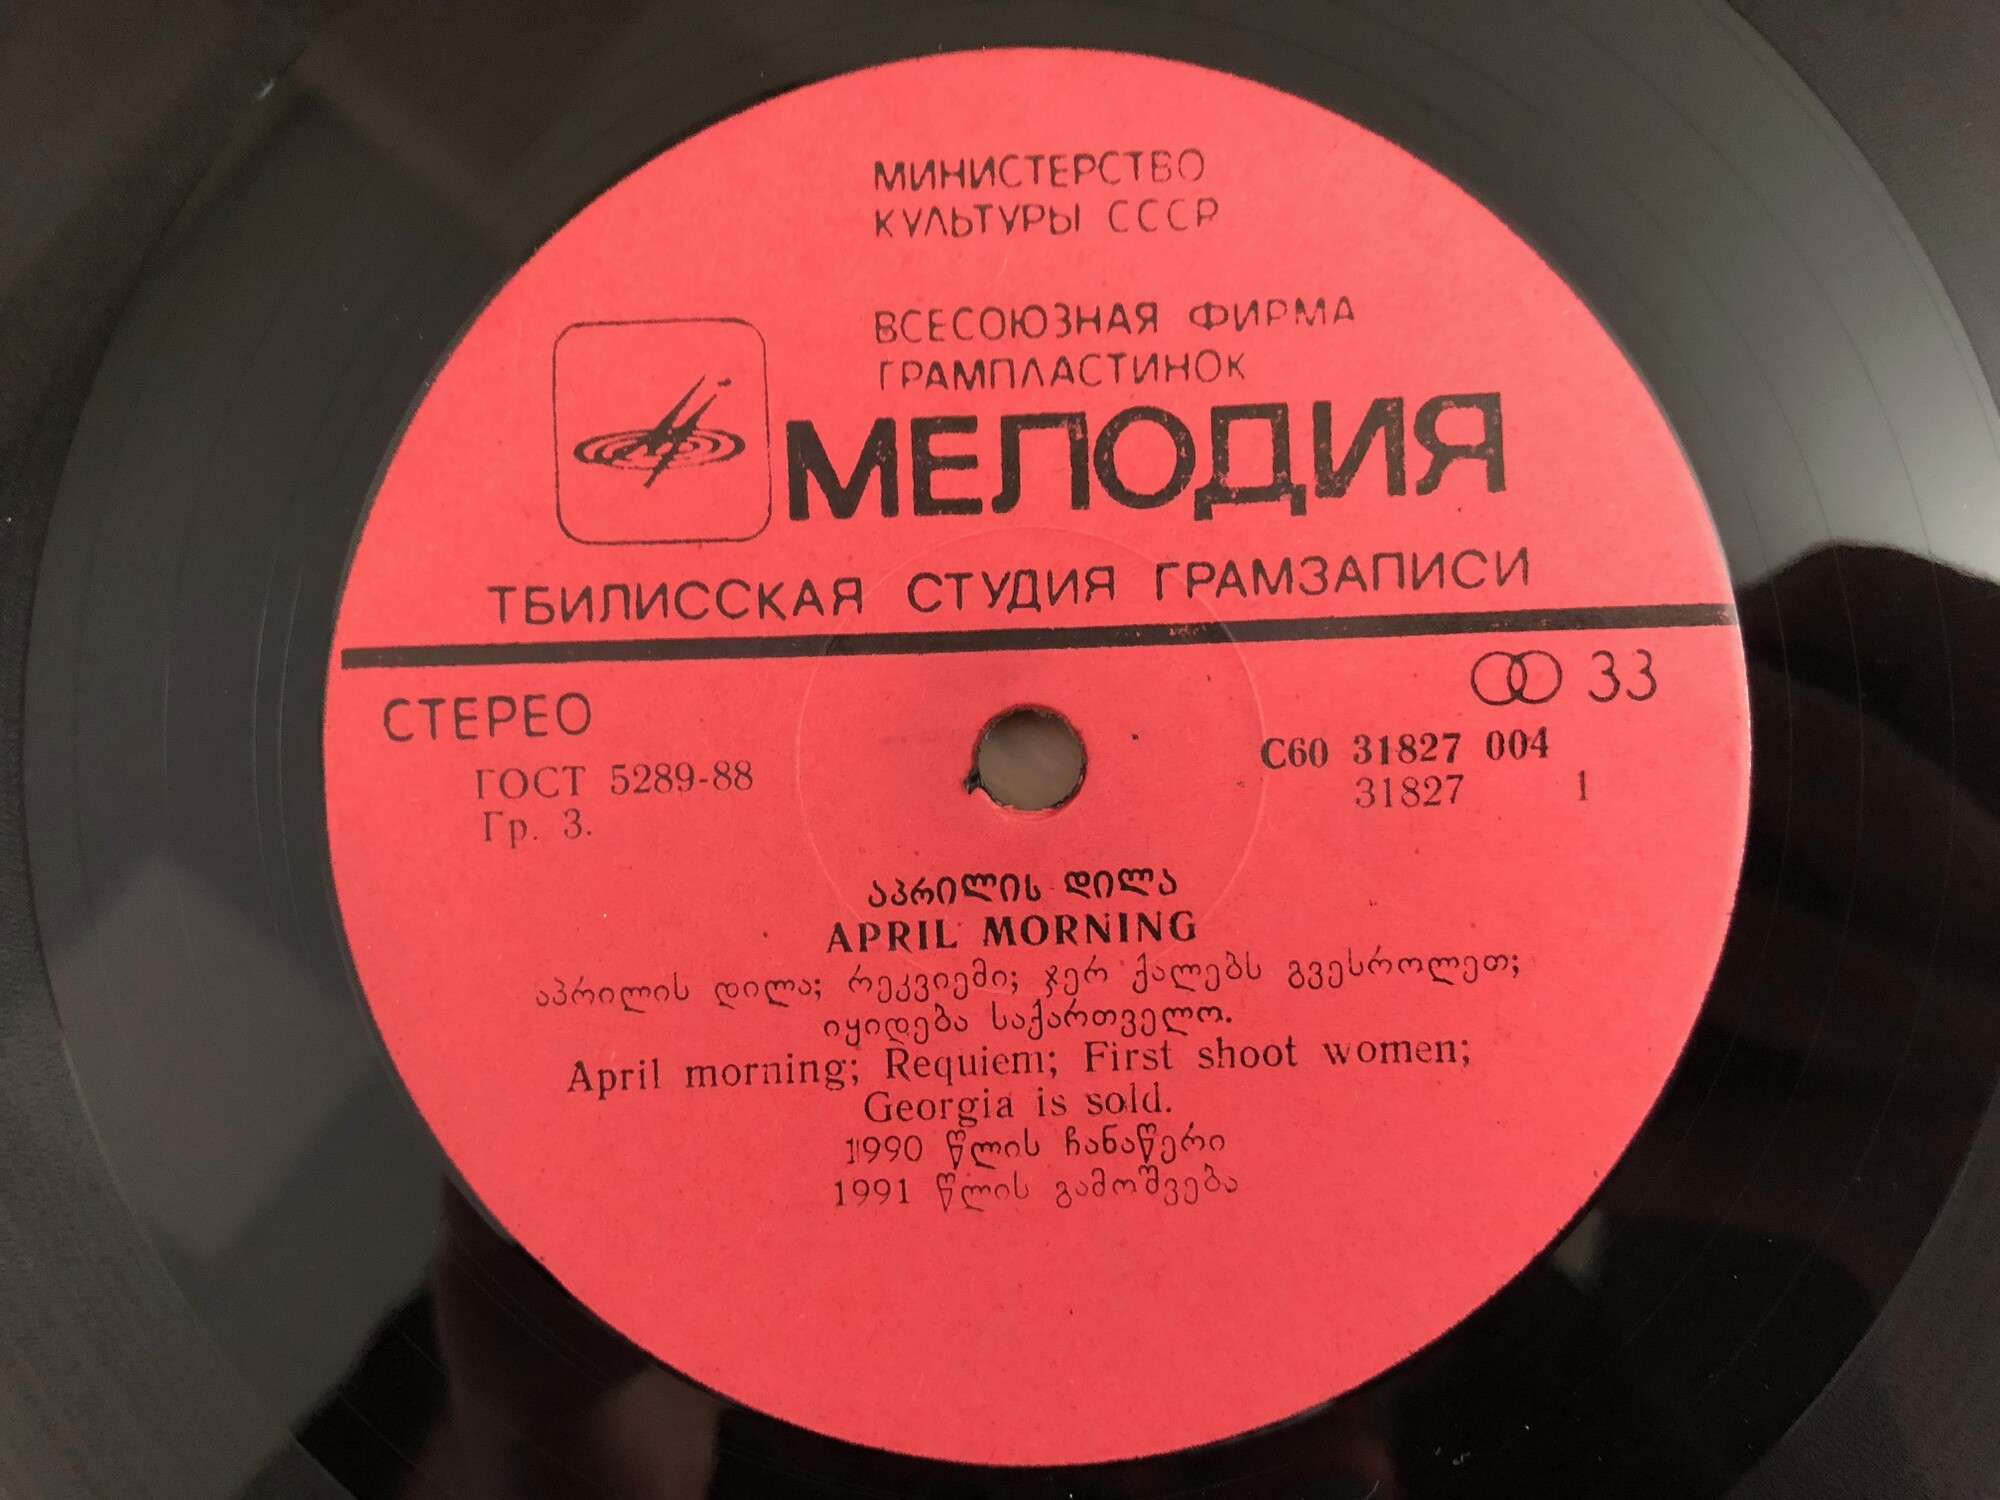 МИНИСТЕРСТВО
КУЛЬТУРЫ СССР
ВСЕСОЮЗНАЯ ФИРМА
ГРАМПЛАСТИНОК
МЕЛОДИЯ
ТБИЛИССКАЯ СТУДИЯ ГРАМЗАПИСИ
33
СТЕРЕО
ГОСТ 5289-88
Гр. 3.
С60 31827 004
31827 1
აპრილის დილა
APRIL MORNING
აპრილის დილა; რეკვიემი; ჯერ ქალებს გვესროლეთ;
იყიდება საქართველო.
April morning; Requiem; First shoot women;
Georgia is sold.
1990 წლის ჩანაწერი
1991 წლის გამოშვება